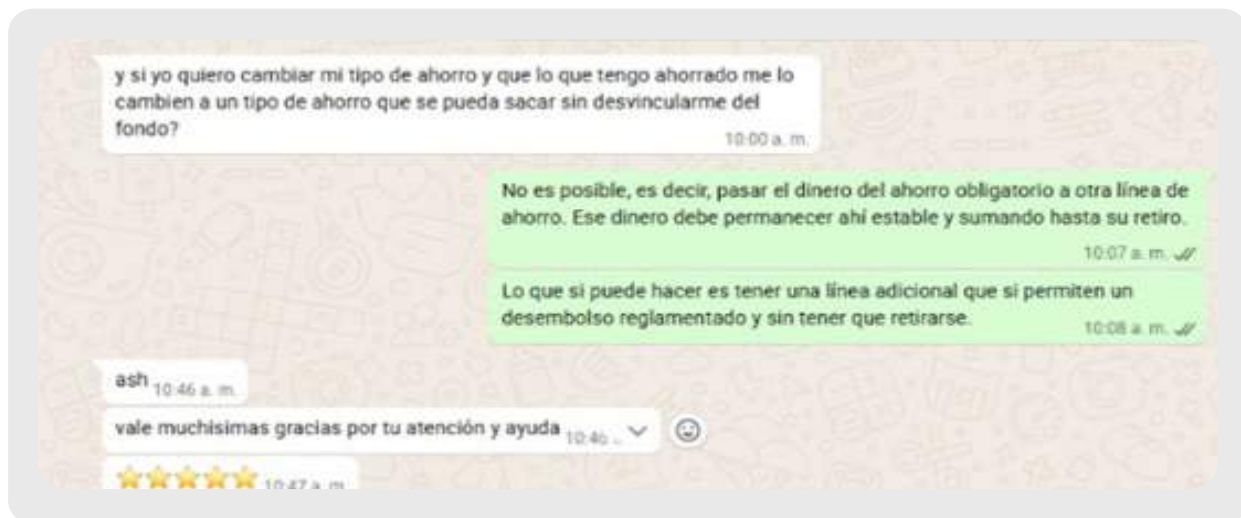 y si yo quiero cambiar mi tipo de ahorro y que lo que tengo ahorrado me lo
cambien a un tipo de ahorro que se pueda sacar sin desvincularme del
fondo?
10:00 a. m.
No es posible, es decir, pasar el dinero del ahorro obligatorio a otra línea de
ahorro. Ese dinero debe permanecer ahí estable y sumando hasta su retiro.
10:07 a. m.
Lo que si puede hacer es tener una línea adicional que si permiten un
desembolso reglamentado y sin tener que retirarse.
10:08 a. m.
ash 10:46 a. m.
vale muchisimas gracias por tu atención y ayuda 10:46 ..
10:47 a. m.